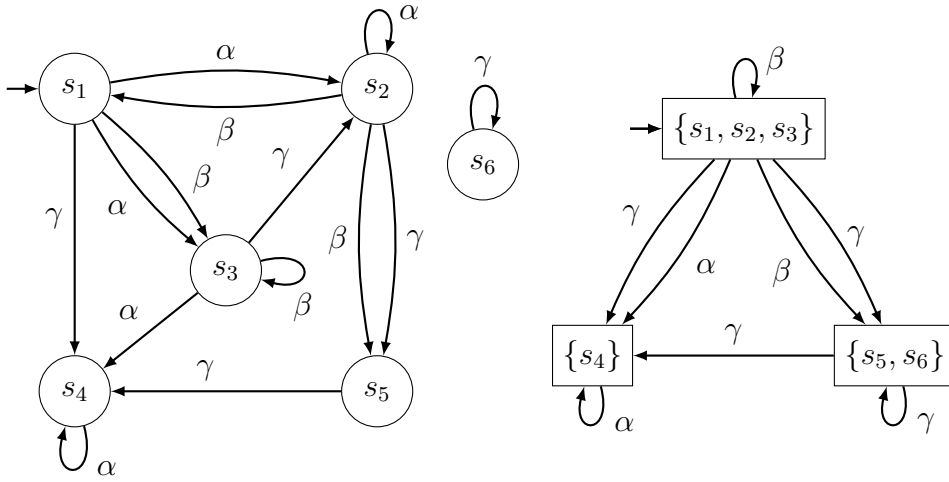 α
s₁
α
s₂
β
γ
s₆
β
{s₁, s₂, s₃}
γ
α
β
γ
s₃
β
α
β
γ
γ
α
β
γ
s₄
γ
s₅
α
{s₄}
γ
{s₅, s₆}
α
γ